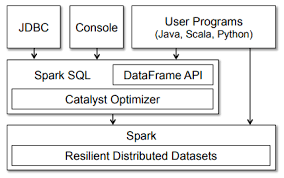 JDBC
Console
User Programs
(Java, Scala, Python)
Spark SQL
DataFrame API
Catalyst Optimizer
Spark
Resilient Distributed Datasets